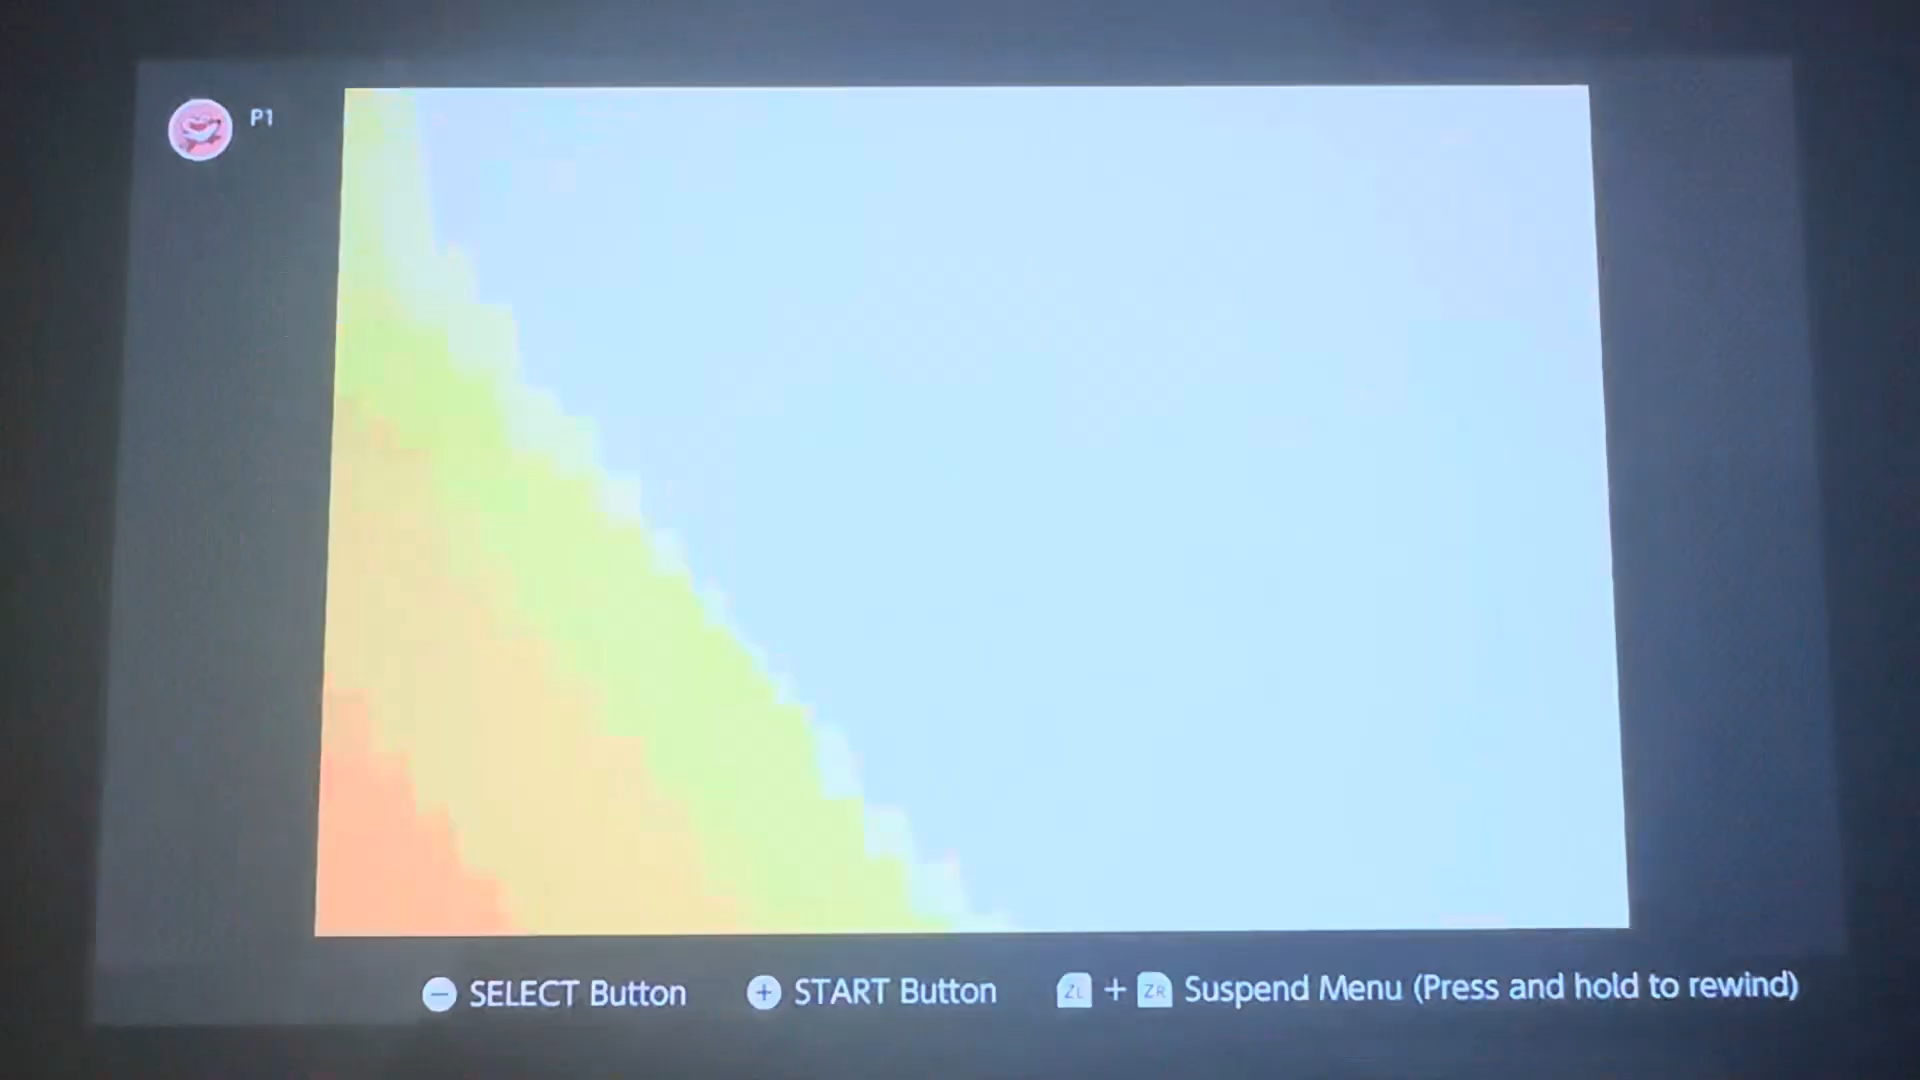 P1
SELECT Button START Button ZL + ZR Suspend Menu (Press and hold to rewind)